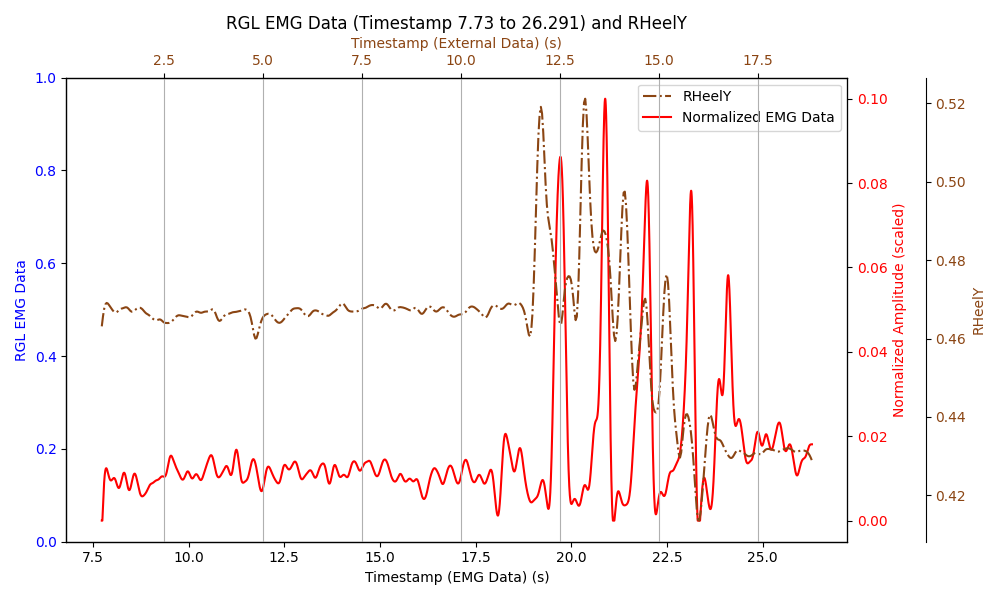 RGL EMG Data (Timestamp 7.73 to 26.291) and RHeelY
Timestamp (External Data) (s)
2.5 5.0 7.5 10.0 12.5 15.0 17.5
RHeelY
Normalized EMG Data
1.0
0.8
0.6
0.4
0.2
0.0
RGL EMG Data
0.10
0.08
0.06
0.04
0.02
0.00
Normalized Amplitude (scaled)
0.52
0.50
0.48
0.46
0.44
0.42
RHeelY
7.5 10.0 12.5 15.0 17.5 20.0 22.5 25.0
Timestamp (EMG Data) (s)